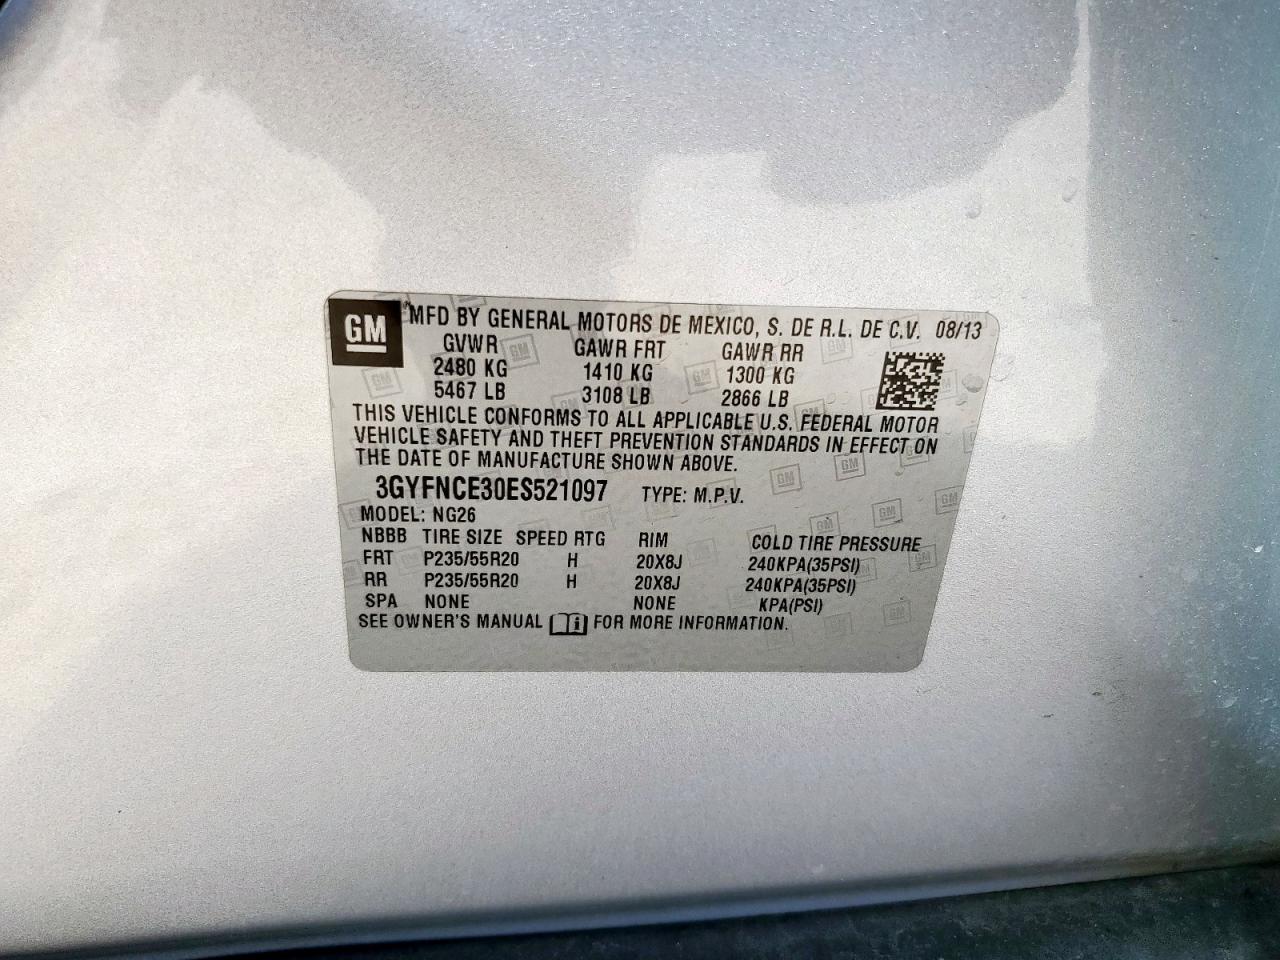 GM MFD BY GENERAL MOTORS DE MEXICO, S. DE R.L. DE C.V. 08/13
GVWR GAWR FRT GAWR RR
2480 KG 1410 KG 1300 KG
5467 LB 3108 LB 2866 LB
THIS VEHICLE CONFORMS TO ALL APPLICABLE U.S. FEDERAL MOTOR
VEHICLE SAFETY AND THEFT PREVENTION STANDARDS IN EFFECT ON
THE DATE OF MANUFACTURE SHOWN ABOVE.
3GYFNCE30ES521097 TYPE: M.P.V.
MODEL: NG26
NBBB TIRE SIZE SPEED RTG RIM COLD TIRE PRESSURE
FRT P235/55R20 H 20X8J 240KPA(35PSI)
RR P235/55R20 H 20X8J 240KPA(35PSI)
SPA NONE NONE KPA(PSI)
SEE OWNER'S MANUAL FOR MORE INFORMATION.